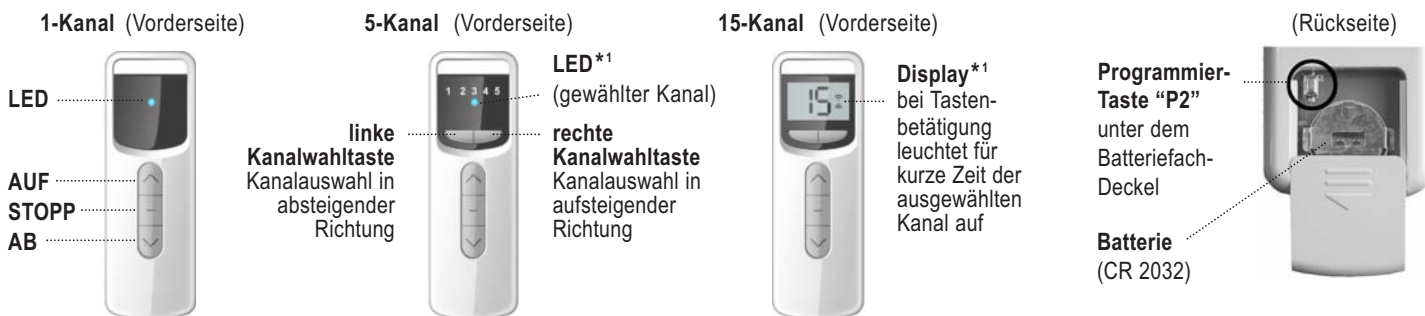 1-Kanal (Vorderseite)
LED
AUF
STOPP
AB
5-Kanal (Vorderseite)
1 2 3 4 5
LED*¹
(gewählter Kanal)
linke
Kanalwahltaste
Kanalauswahl in
absteigender
Richtung
rechte
Kanalwahltaste
Kanalauswahl in
aufsteigender
Richtung
15-Kanal (Vorderseite)
15
Display*¹
bei Tasten-
betätigung
leuchtet für
kurze Zeit der
ausgewählten
Kanal auf
(Rückseite)
Programmier-
Taste “P2”
unter dem
Batteriefach-
Deckel
Batterie
(CR 2032)